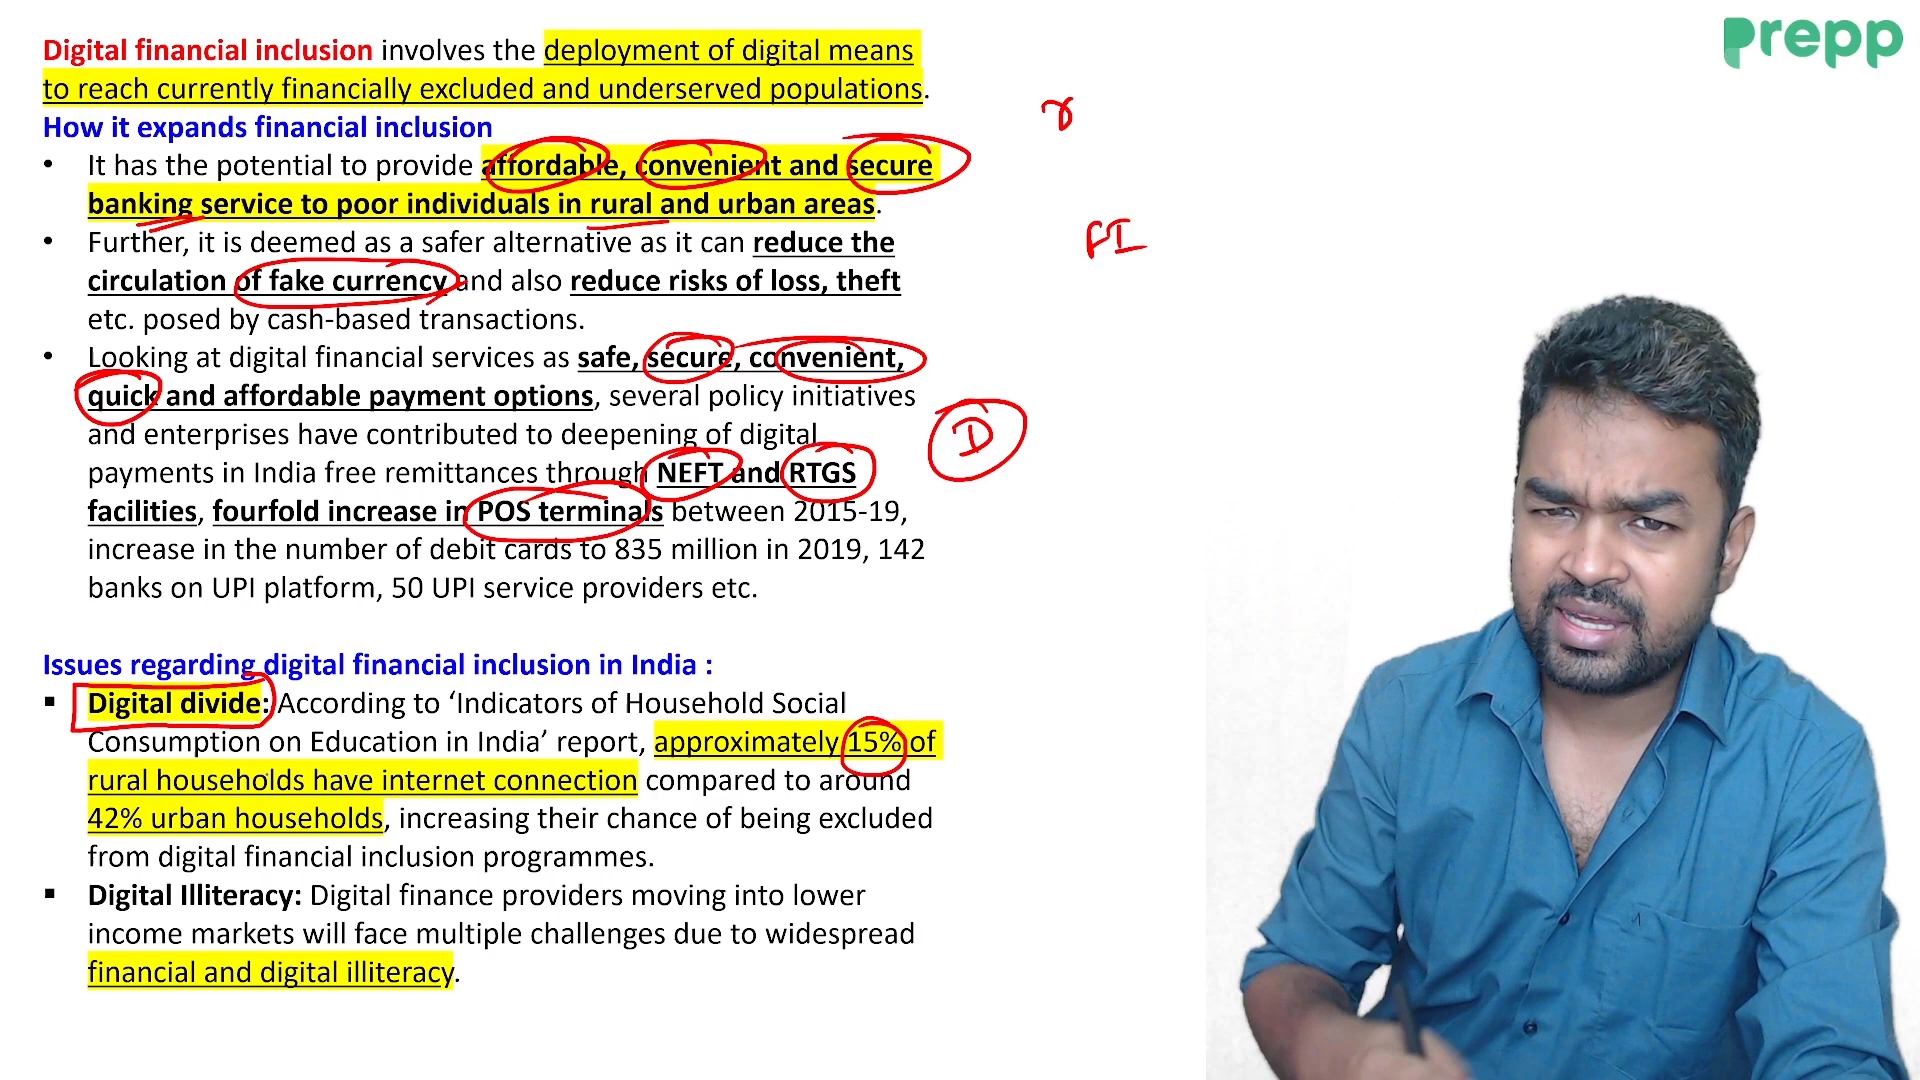 Digital financial inclusion involves the deployment of digital means
to reach currently financially excluded and underserved populations.
How it expands financial inclusion
• It has the potential to provide affordable, convenient and secure
banking service to poor individuals in rural and urban areas.
• Further, it is deemed as a safer alternative as it can reduce the
circulation of fake currency and also reduce risks of loss, theft
etc. posed by cash-based transactions.
• Looking at digital financial services as safe, secure, convenient,
quick and affordable payment options, several policy initiatives
and enterprises have contributed to deepening of digital
payments in India free remittances through NEFT and RTGS
facilities, fourfold increase in POS terminals between 2015-19,
increase in the number of debit cards to 835 million in 2019, 142
banks on UPI platform, 50 UPI service providers etc.
Issues regarding digital financial inclusion in India :
▪ Digital divide: According to ‘Indicators of Household Social
Consumption on Education in India’ report, approximately 15% of
rural households have internet connection compared to around
42% urban households, increasing their chance of being excluded
from digital financial inclusion programmes.
▪ Digital Illiteracy: Digital finance providers moving into lower
income markets will face multiple challenges due to widespread
financial and digital illiteracy.
FI
D
Prepp